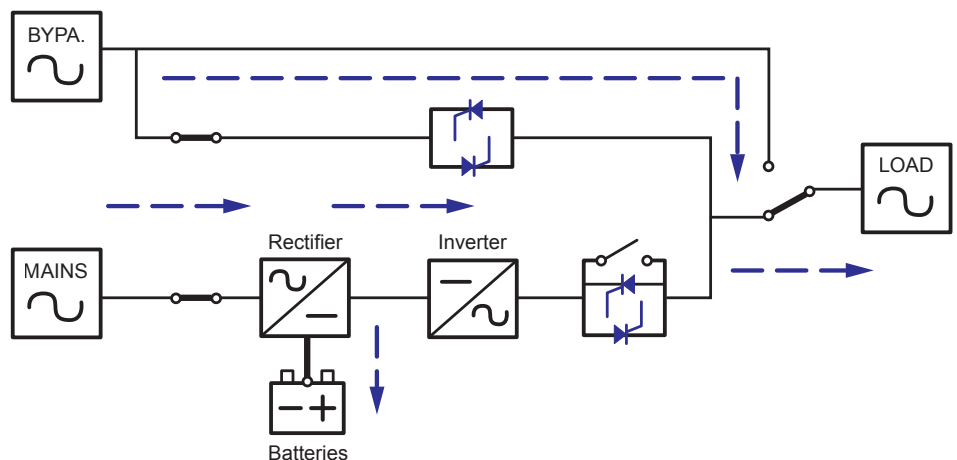 BYPA.
LOAD
Rectifier
Inverter
MAINS
Batteries